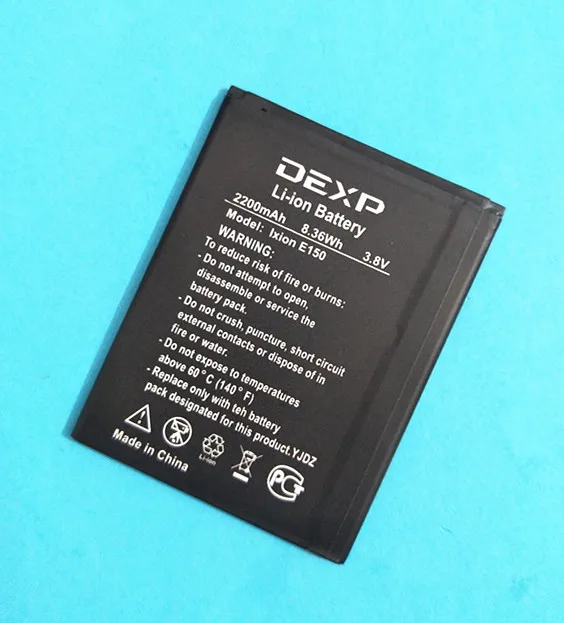 DEXP
Li-ion Battery
2200mAh 8.36Wh 3.8V
Model: Ixion E150
WARNING:
To reduce risk of fire or burns:
- Do not attempt to open,
disassemble or service the
battery pack.
- Do not crush, puncture, short circuit
external contacts or dispose of in
fire or water.
- Do not expose to temperatures
above 60°C (140°F)
- Replace only with teh battery
pack designated for this product.YJDZ
Li-ion
Made in China